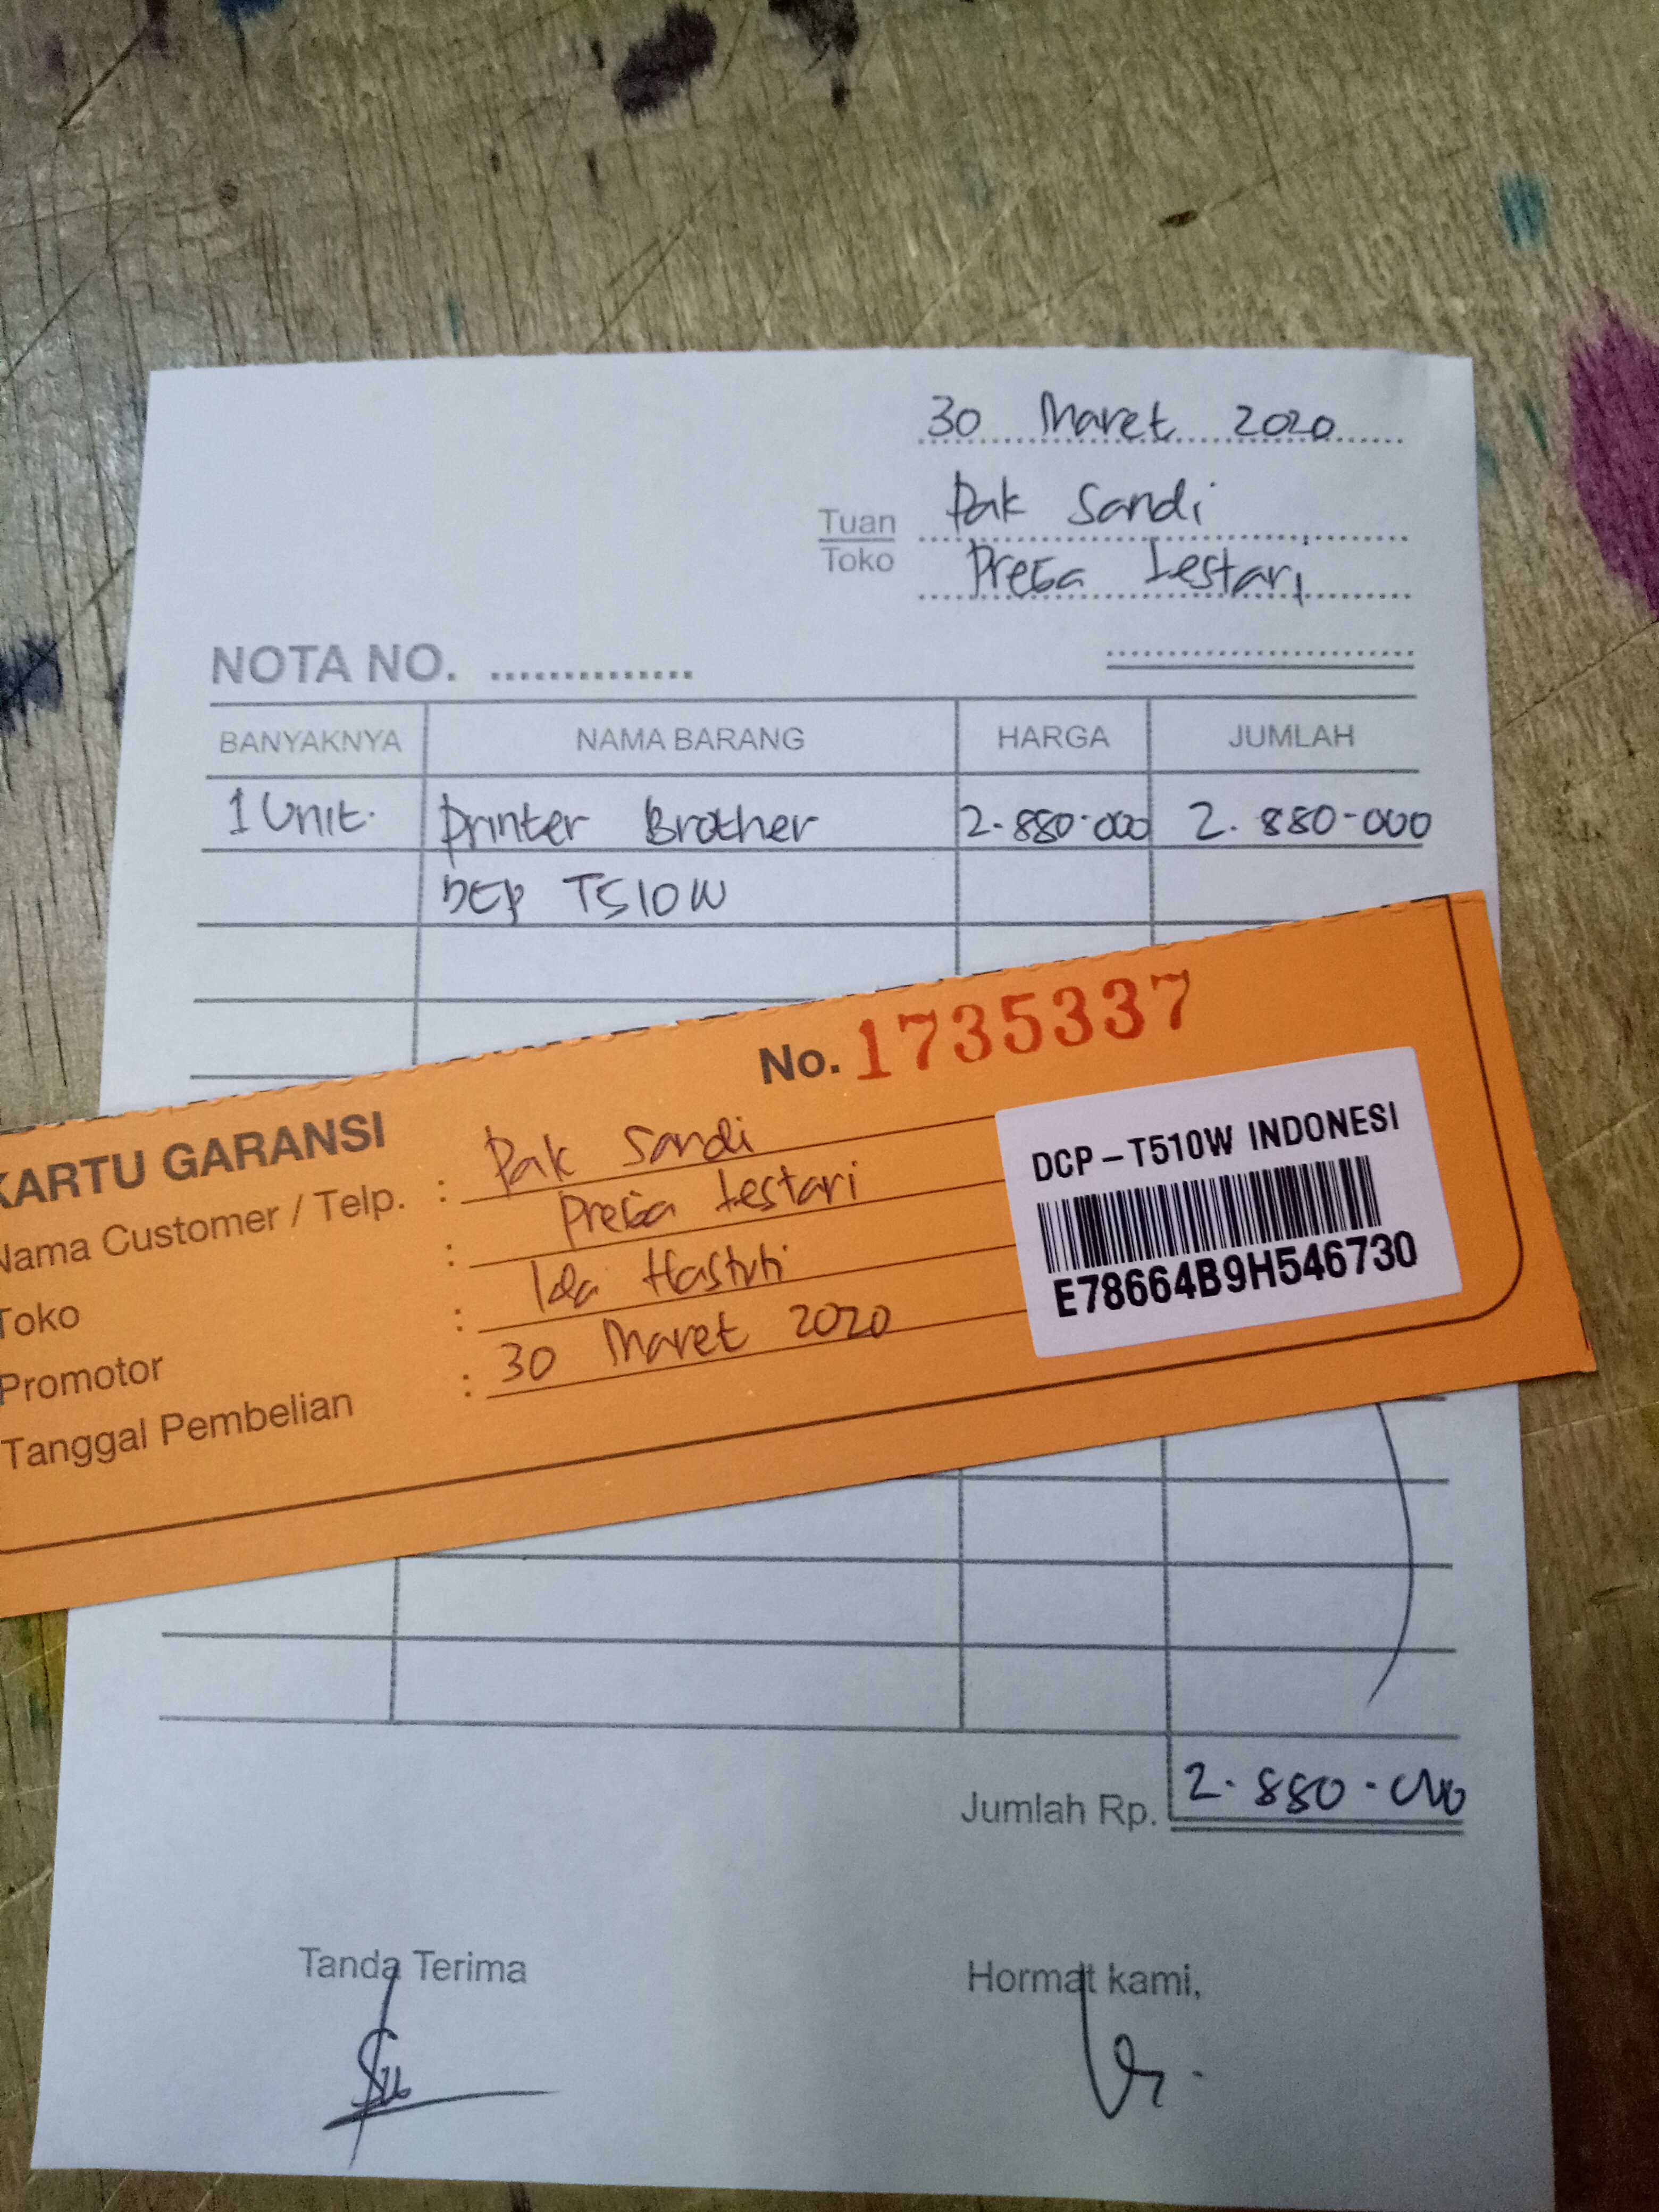 30 Maret 2020
Tuan Pak Sandi
Toko Prega Lestari
NOTA NO. ..............
BANYAKNYA NAMA BARANG HARGA JUMLAH
1 Unit. Printer Brother 2.880.000 2.880.000
DCP T510W
No. 1735337
KARTU GARANSI
Nama Customer / Telp. : Pak Sandi
Toko : Prega Lestari
Promotor : Ida Hastuti
Tanggal Pembelian : 30 Maret 2020
DCP-T510W INDONESI
E78664B9H546730
Jumlah Rp. 2.880.000
Tanda Terima Hormat kami,